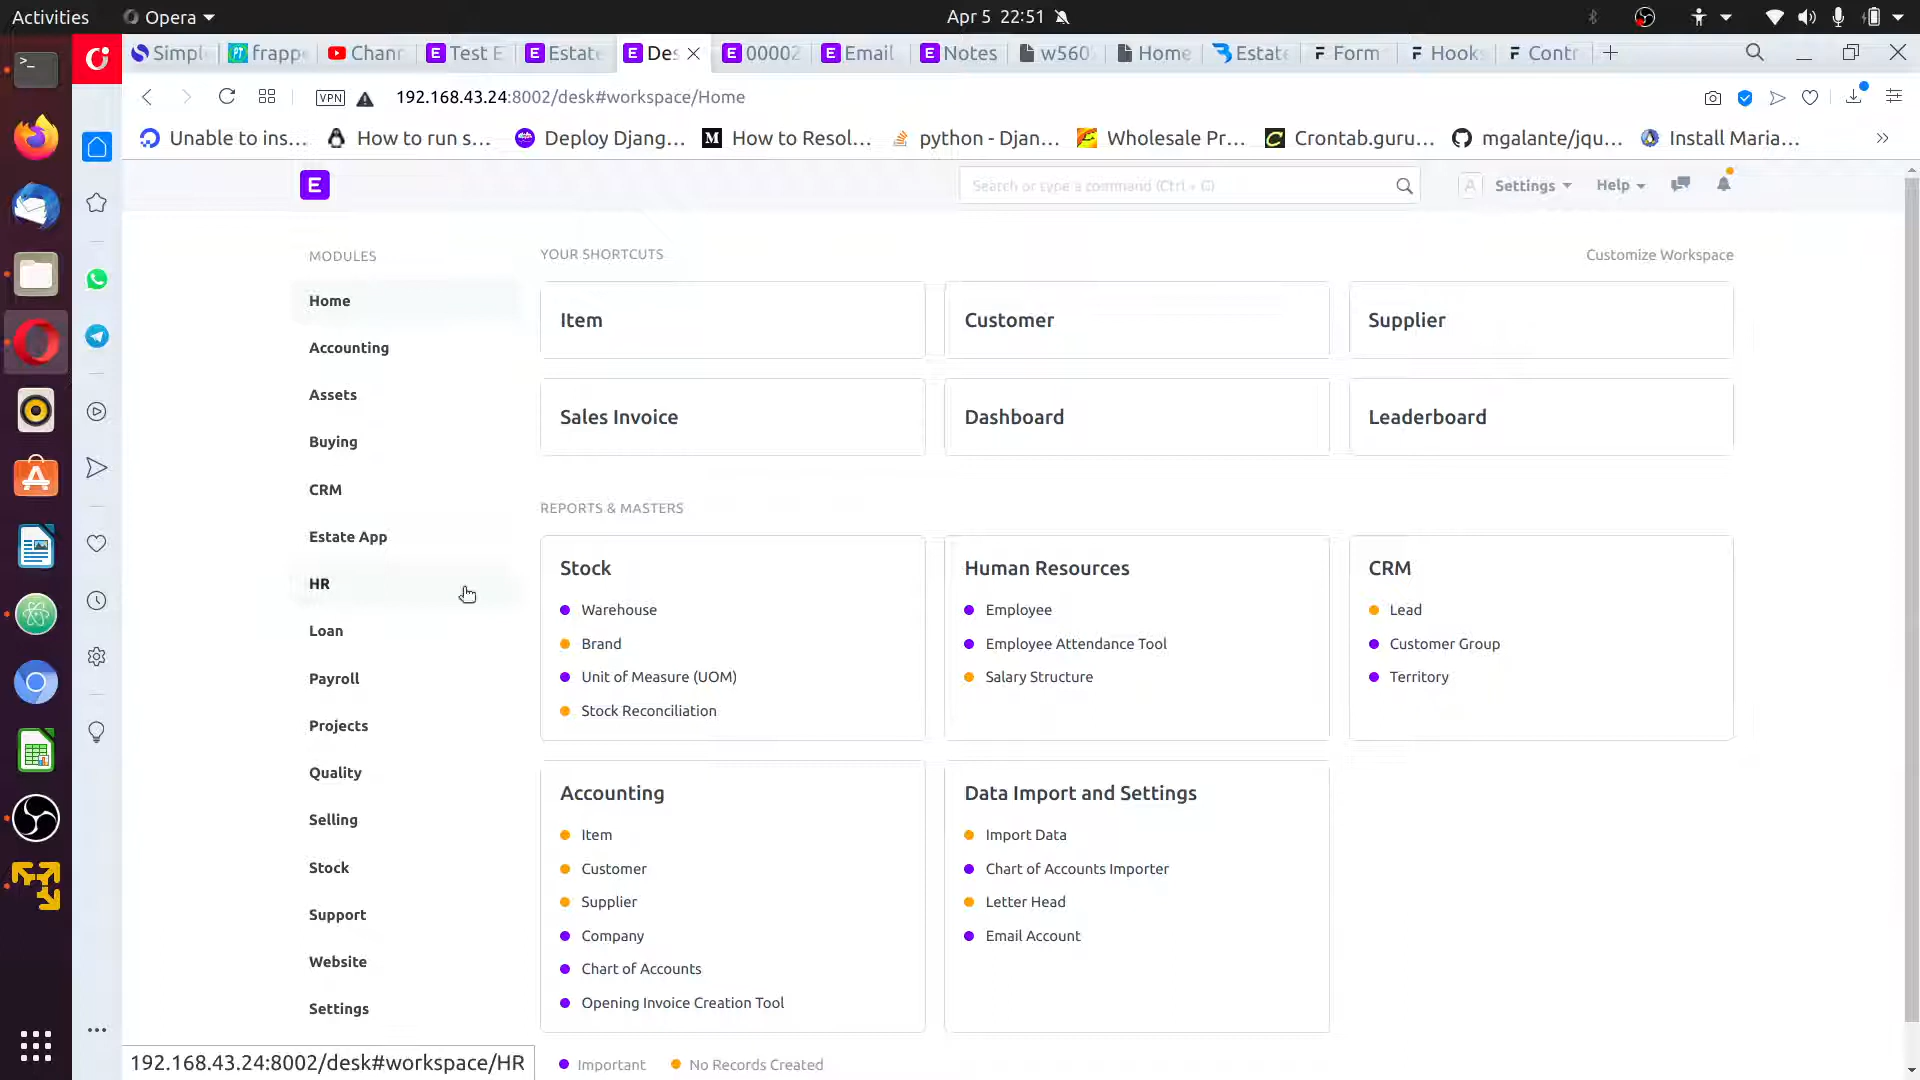 Activities Opera Apr 5 22:51
Simple frappe Chann Test E Estate Des 00002 Email Notes w560 Home Estate Form Hooks Contr
VPN 192.168.43.24:8002/desk#workspace/Home
Unable to ins... How to run s... Deploy Djang... How to Resol... python - Djan... Wholesale Pr... Crontab.guru... mgalante/jqu... Install Maria...
E Search or type a command (Ctrl + G) A Settings Help
MODULES
Home
Accounting
Assets
Buying
CRM
Estate App
HR
Loan
Payroll
Projects
Quality
Selling
Stock
Support
Website
Settings
YOUR SHORTCUTS Customize Workspace
Item Customer Supplier
Sales Invoice Dashboard Leaderboard
REPORTS & MASTERS
Stock
Warehouse
Brand
Unit of Measure (UOM)
Stock Reconciliation
Human Resources
Employee
Employee Attendance Tool
Salary Structure
CRM
Lead
Customer Group
Territory
Accounting
Item
Customer
Supplier
Company
Chart of Accounts
Opening Invoice Creation Tool
Data Import and Settings
Import Data
Chart of Accounts Importer
Letter Head
Email Account
Important No Records Created
192.168.43.24:8002/desk#workspace/HR